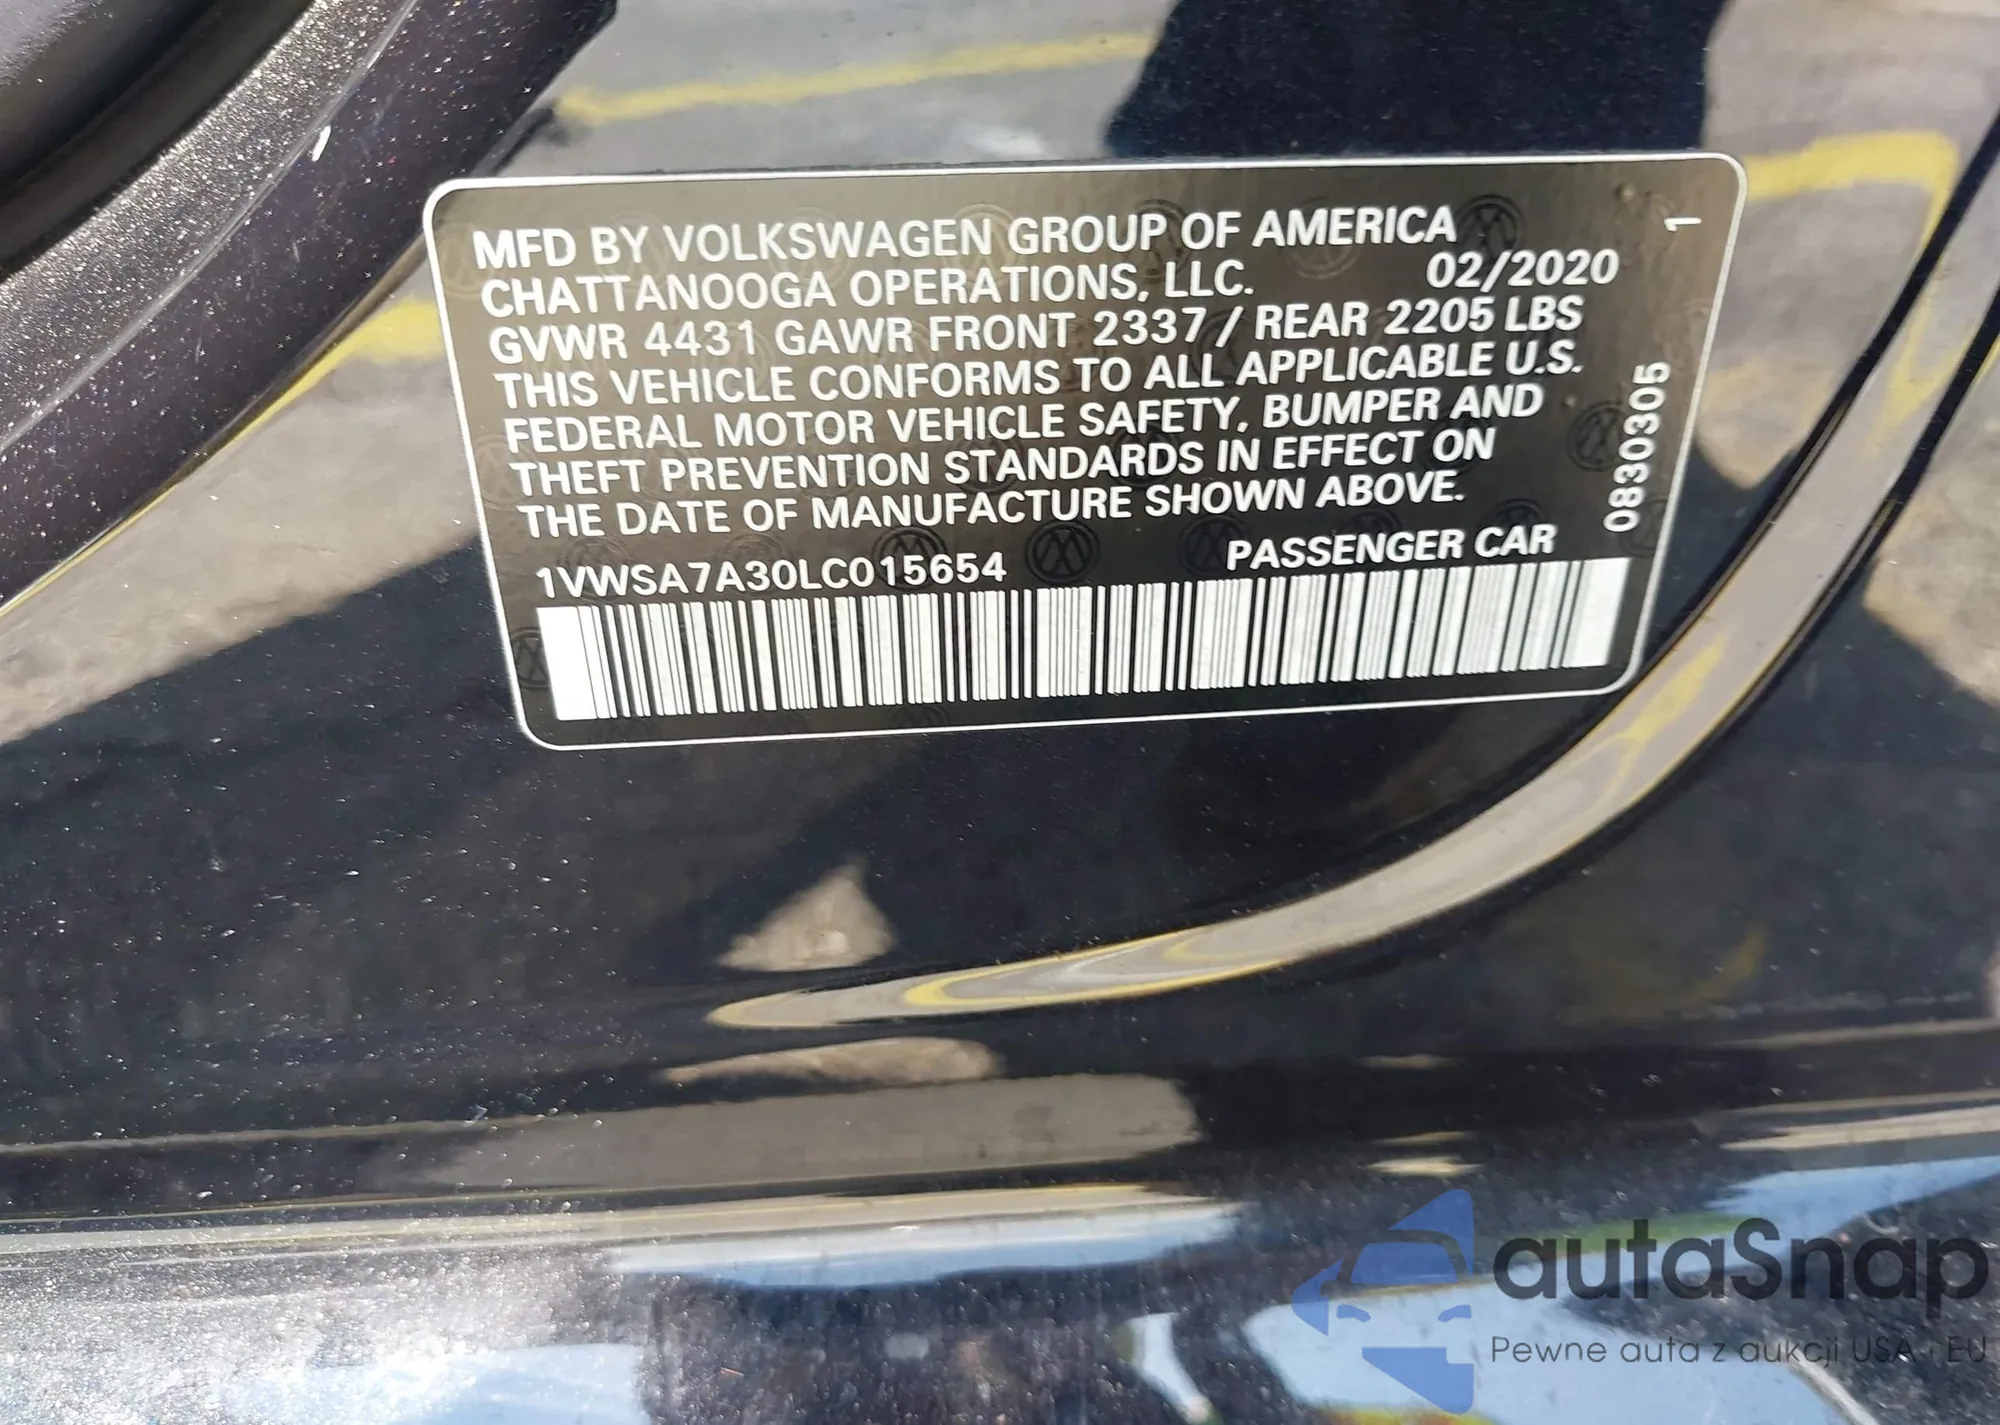 MFD BY VOLKSWAGEN GROUP OF AMERICA
CHATTANOOGA OPERATIONS, LLC. 02/2020
GVWR 4431 GAWR FRONT 2337 / REAR 2205 LBS
THIS VEHICLE CONFORMS TO ALL APPLICABLE U.S.
FEDERAL MOTOR VEHICLE SAFETY, BUMPER AND
THEFT PREVENTION STANDARDS IN EFFECT ON
THE DATE OF MANUFACTURE SHOWN ABOVE.
1VWSA7A30LC015654 PASSENGER CAR
0830305
1
autaSnap
Pewne auta z aukcji USA i EU